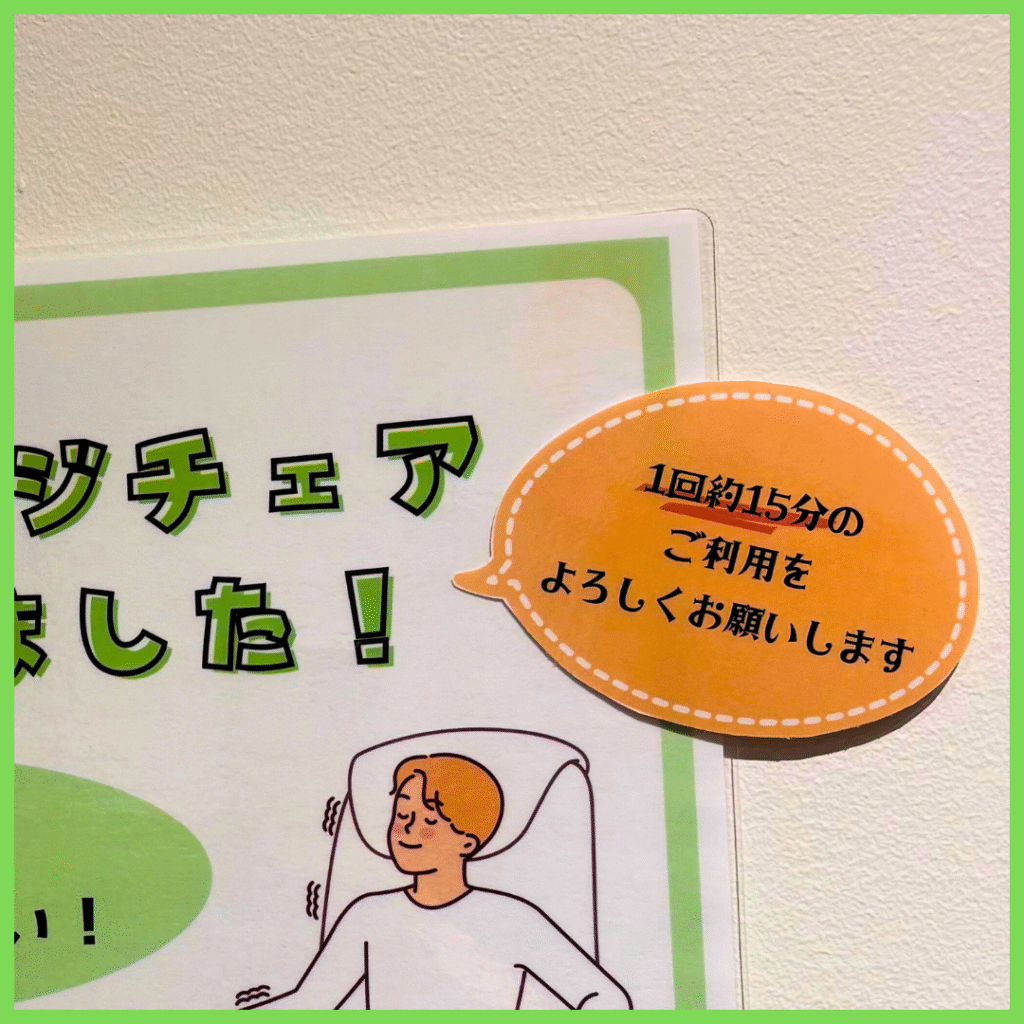 ジチェア
ました!
1回約15分の
ご利用を
よろしくお願いします
い!